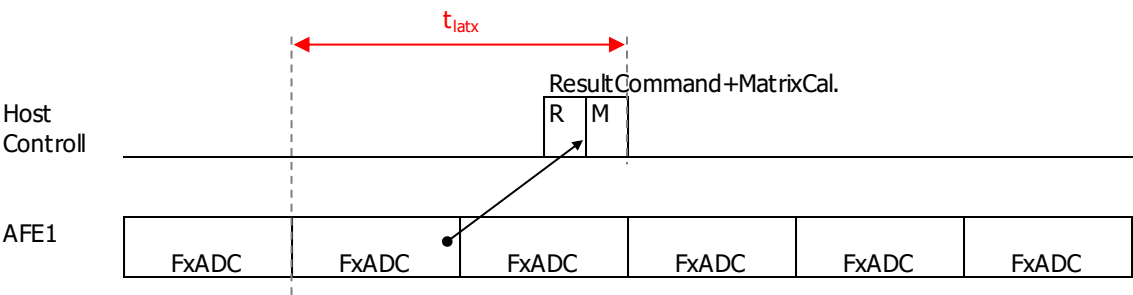 tlatx
ResultCommand+MatrixCal.
Host
Controll
R M
AFE1
FxADC FxADC FxADC FxADC FxADC FxADC